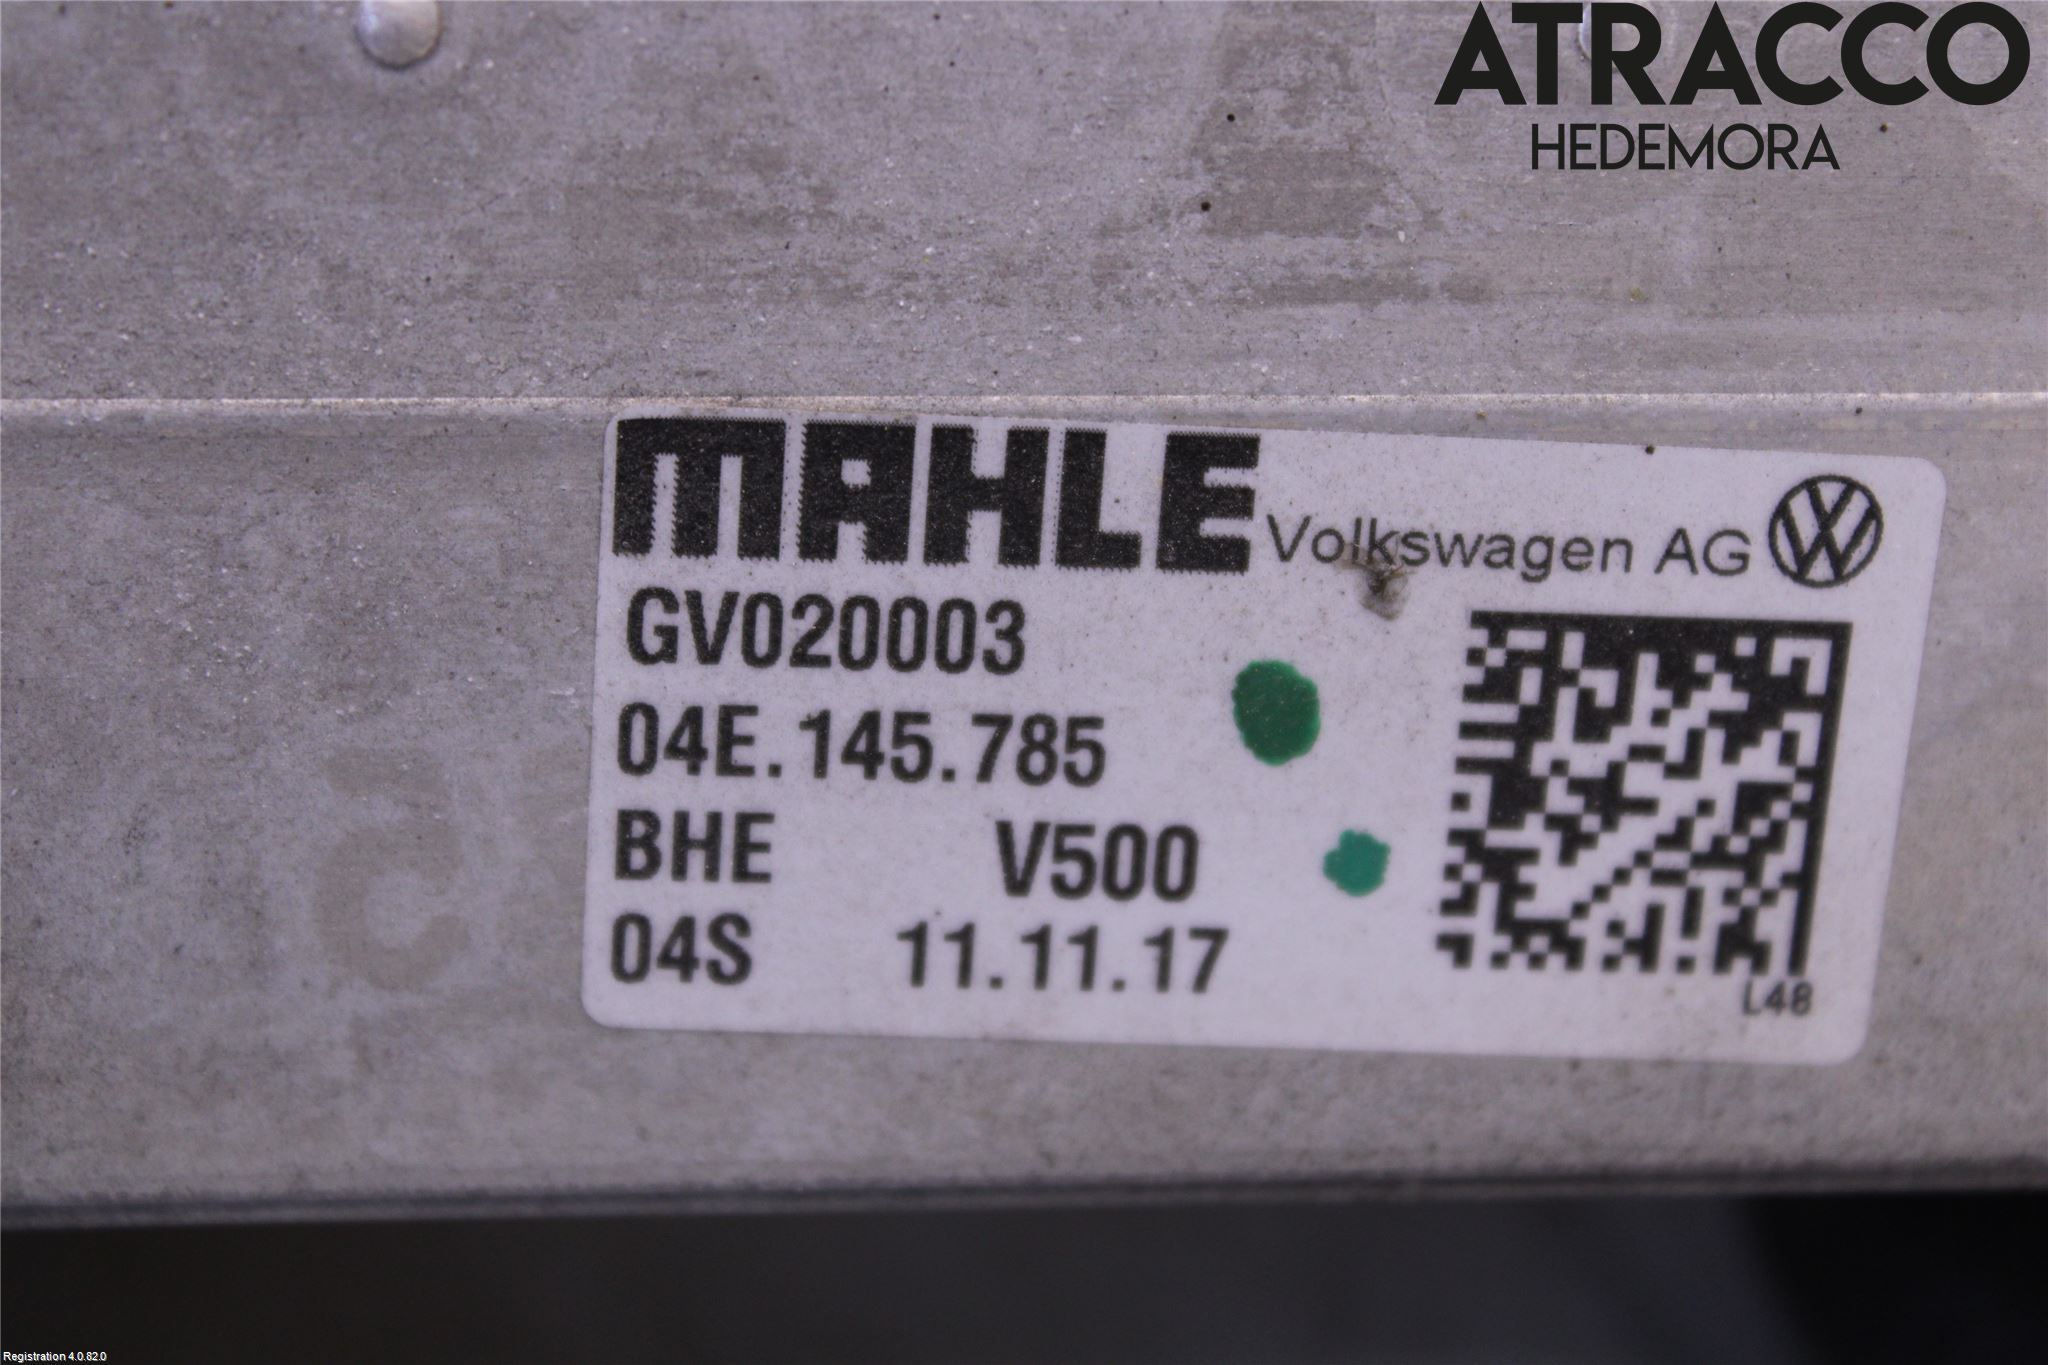 ATRACCO
HEDEMORA
MAHLE Volkswagen AG
GV020003
04E.145.785
BHE V500
04S 11.11.17
L48
Registration 4.0.82.0